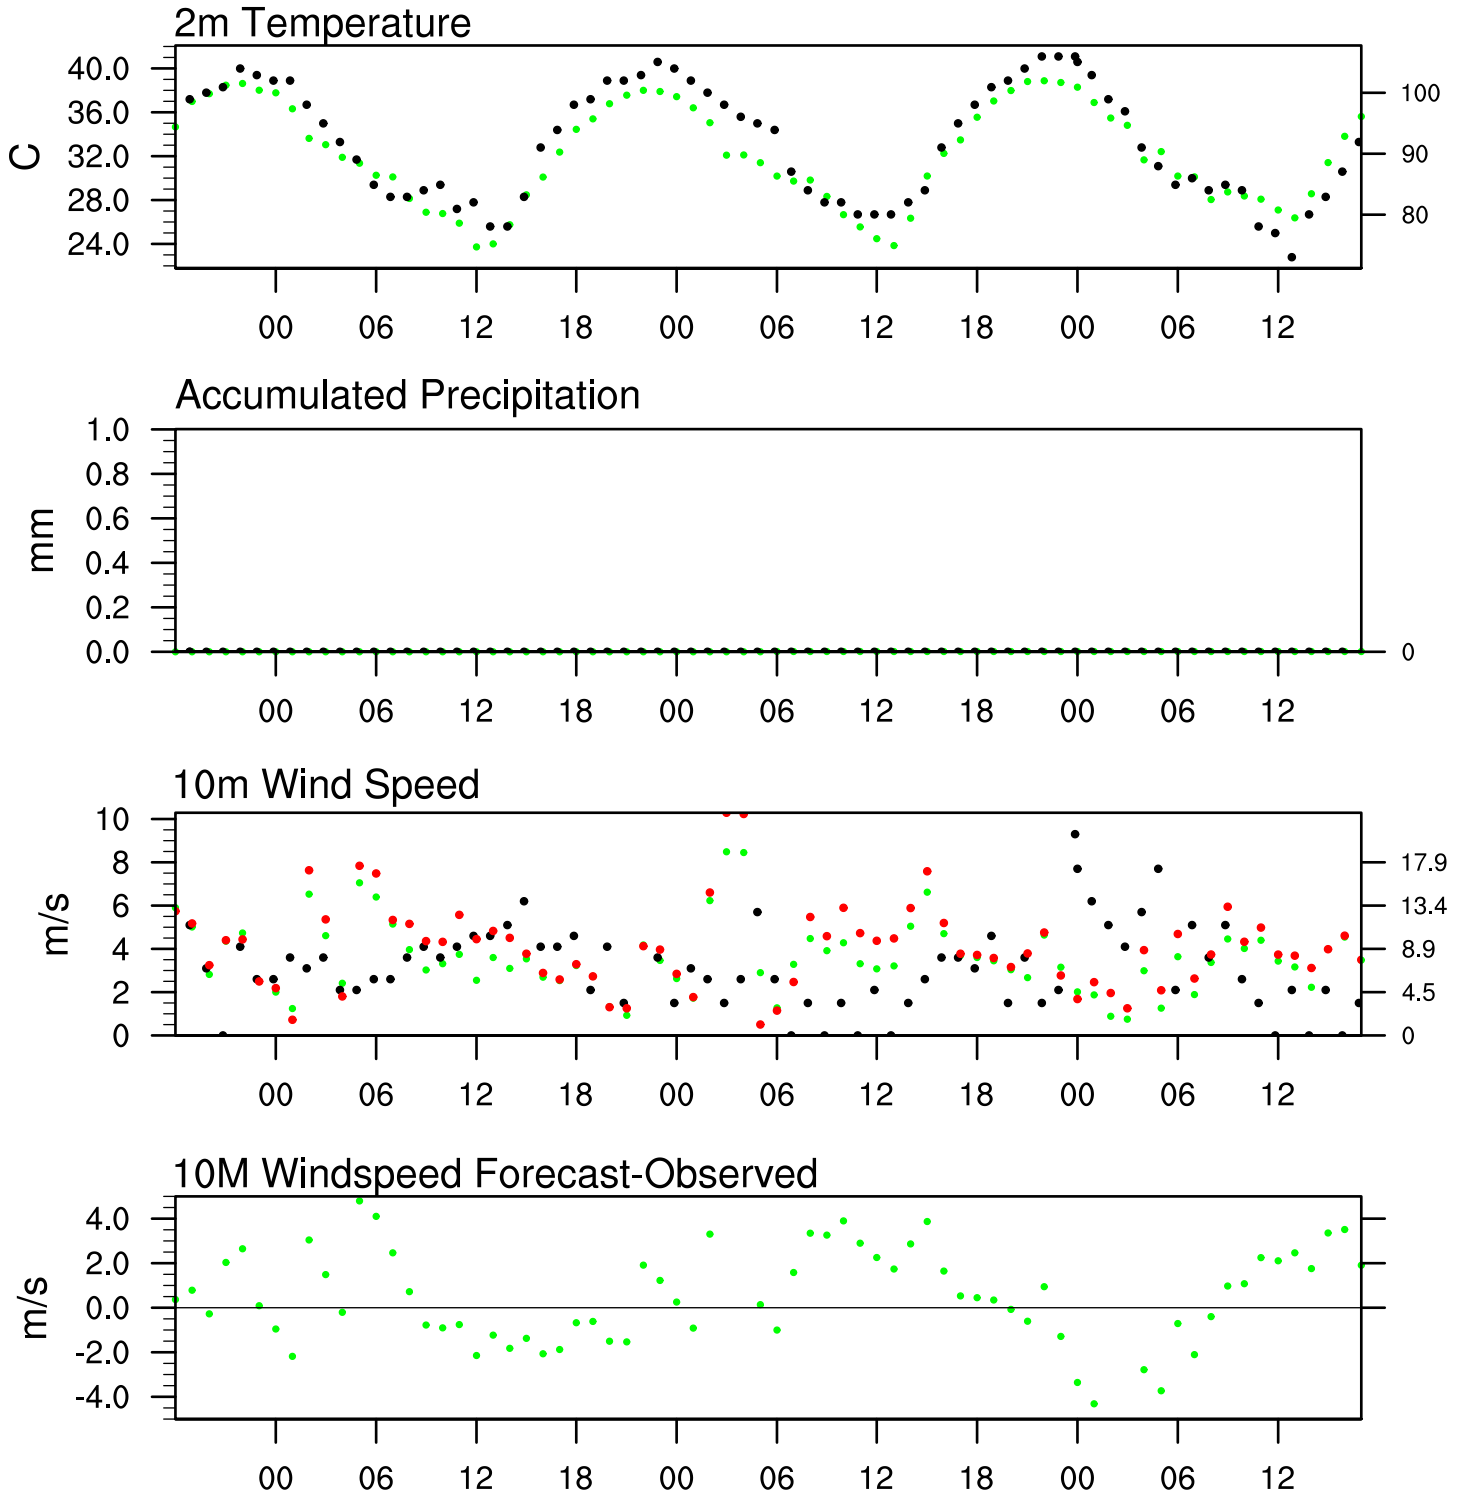 2m Temperature
40.0
36.0
32.0
28.0
24.0
C
100
90
80
00 06 12 18 00 06 12 18 00 06 12
Accumulated Precipitation
1.0
0.8
0.6
0.4
0.2
0.0
mm
0
00 06 12 18 00 06 12 18 00 06 12
10m Wind Speed
10
8
6
4
2
0
m/s
17.9
13.4
8.9
4.5
0
00 06 12 18 00 06 12 18 00 06 12
10M Windspeed Forecast-Observed
4.0
2.0
0.0
-2.0
-4.0
m/s
00 06 12 18 00 06 12 18 00 06 12